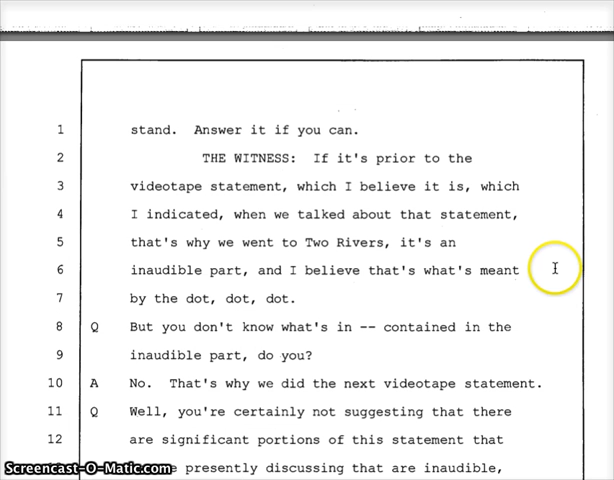 1 stand. Answer it if you can.
2 THE WITNESS: If it's prior to the
3 videotape statement, which I believe it is, which
4 I indicated, when we talked about that statement,
5 that's why we went to Two Rivers, it's an
6 inaudible part, and I believe that's what's meant
7 by the dot, dot, dot.
8 Q But you don't know what's in -- contained in the
9 inaudible part, do you?
10 A No. That's why we did the next videotape statement.
11 Q Well, you're certainly not suggesting that there
12 are significant portions of this statement that
presently discussing that are inaudible,
Screencast-O-Matic.com